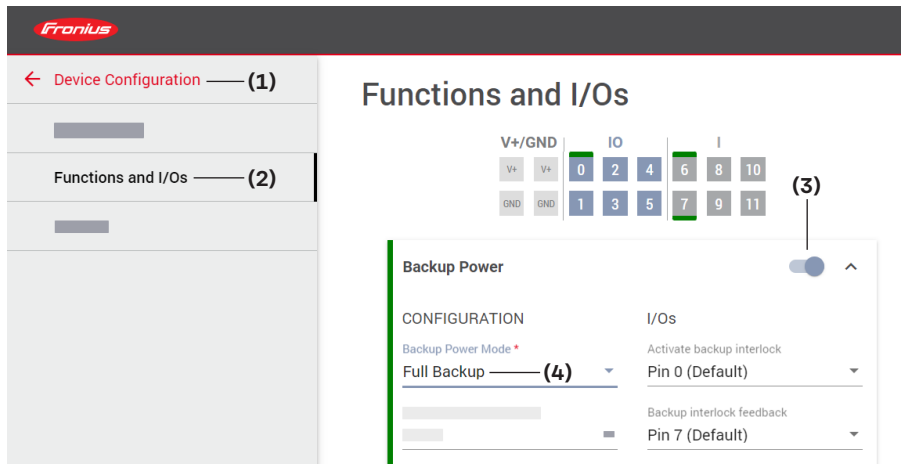 Fronius
Device Configuration (1)
Functions and I/Os (2)
Functions and I/Os
V+/GND IO I
V+ V+ 0 2 4 6 8 10
GND GND 1 3 5 7 9 11
(3)
Backup Power
CONFIGURATION
Backup Power Mode *
Full Backup (4)
I/Os
Activate backup interlock
Pin 0 (Default)
Backup interlock feedback
Pin 7 (Default)